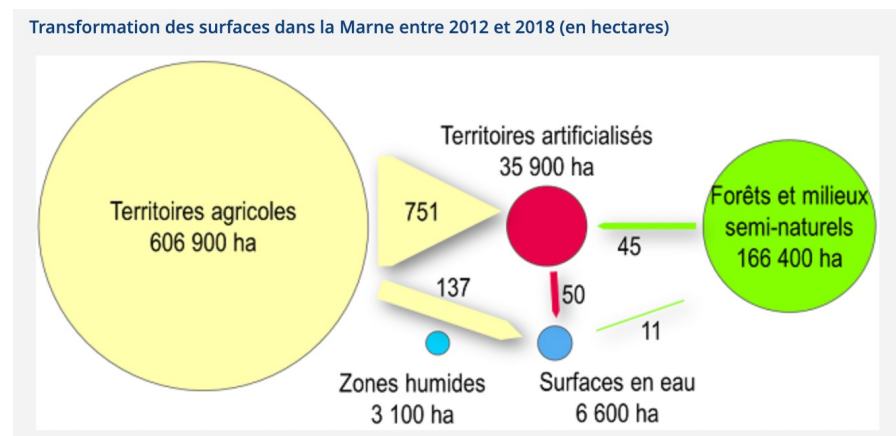 Transformation des surfaces dans la Marne entre 2012 et 2018 (en hectares)
Territoires agricoles
606 900 ha
751
137
Territoires artificialisés
35 900 ha
45
50
11
Forêts et milieux
semi-naturels
166 400 ha
Zones humides
3 100 ha
Surfaces en eau
6 600 ha